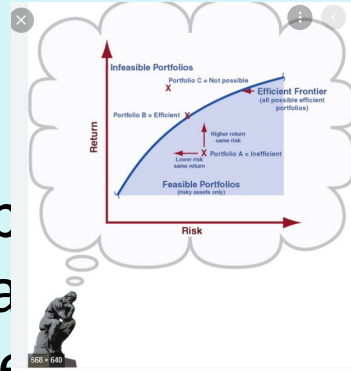 Infeasible Portfolios
Portfolio C = Not possible
X
Efficient Frontier
(all possible efficient
portfolios)
Portfolio B = Efficient X
Higher return
same risk
X Portfolio A = Inefficient
Lower risk
same return
Feasible Portfolios
(risky assets only)
Return
Risk
568 × 640